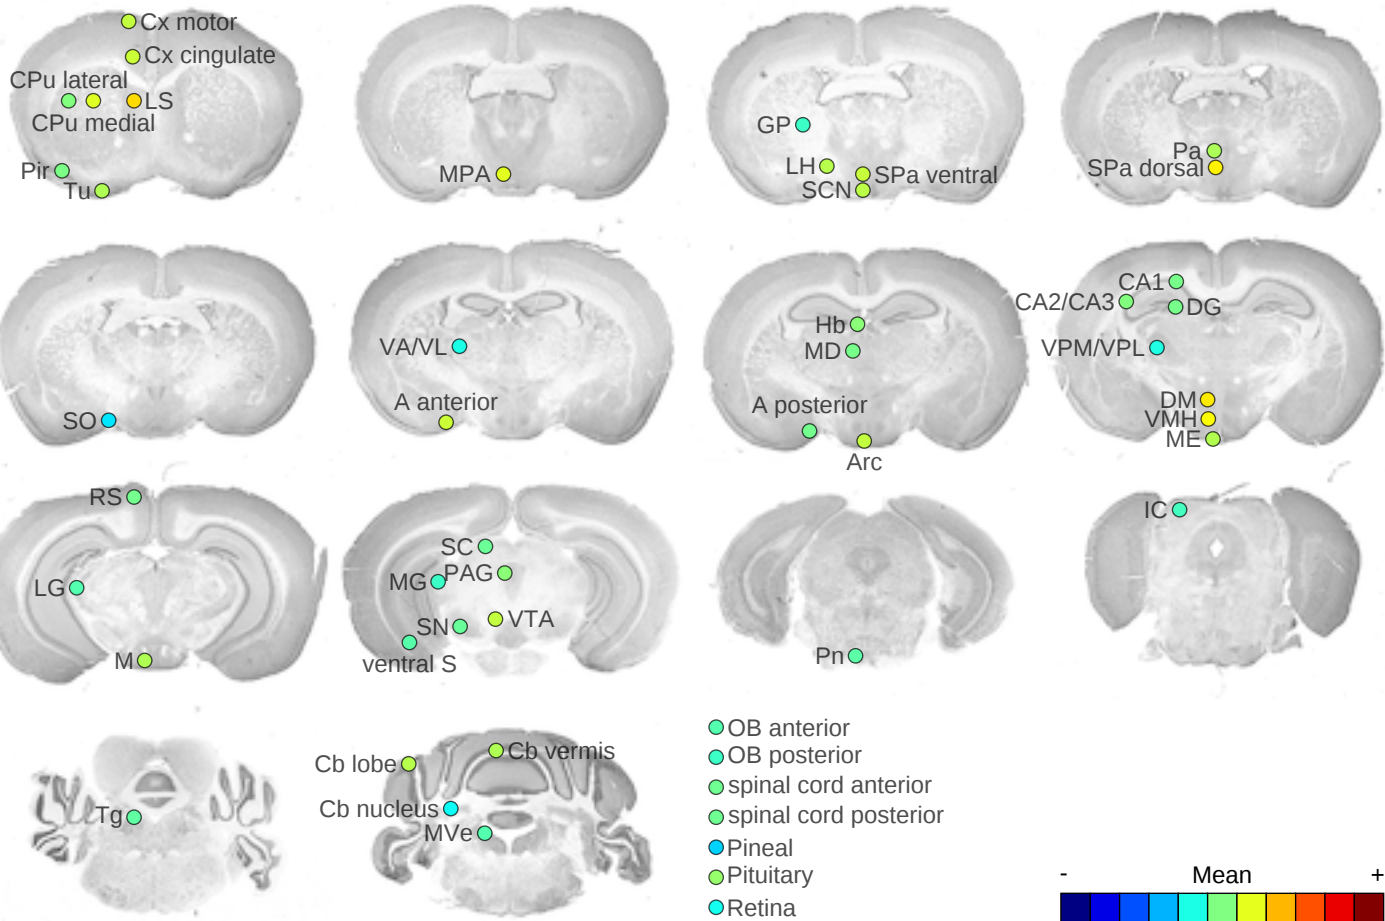 Cx motor
Cx cingulate
CPu lateral
LS
CPu medial
Pir
Tu
MPA
GP
LH
SPa ventral
SCN
Pa
SPa dorsal
SO
VA/VL
A anterior
Hb
MD
A posterior
Arc
CA1
CA2/CA3
DG
VPM/VPL
DM
VMH
ME
RS
LG
M
SC
MG
PAG
SN
VTA
ventral S
Pn
IC
Tg
Cb lobe
Cb vermis
Cb nucleus
MVe
OB anterior
OB posterior
spinal cord anterior
spinal cord posterior
Pineal
Pituitary
Retina
- Mean +